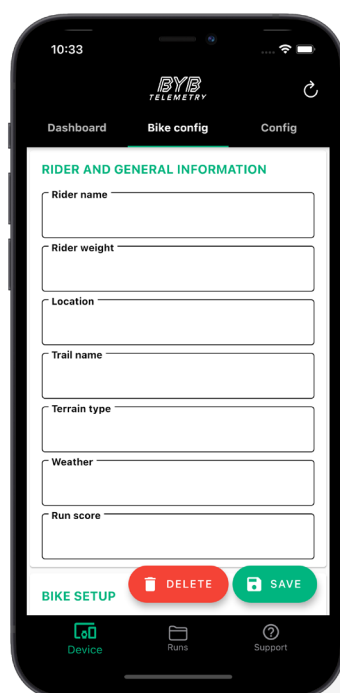 10:33
BYB
TELEMETRY
Dashboard Bike config Config
RIDER AND GENERAL INFORMATION
Rider name
Rider weight
Location
Trail name
Terrain type
Weather
Run score
BIKE SETUP
DELETE SAVE
Device Runs Support